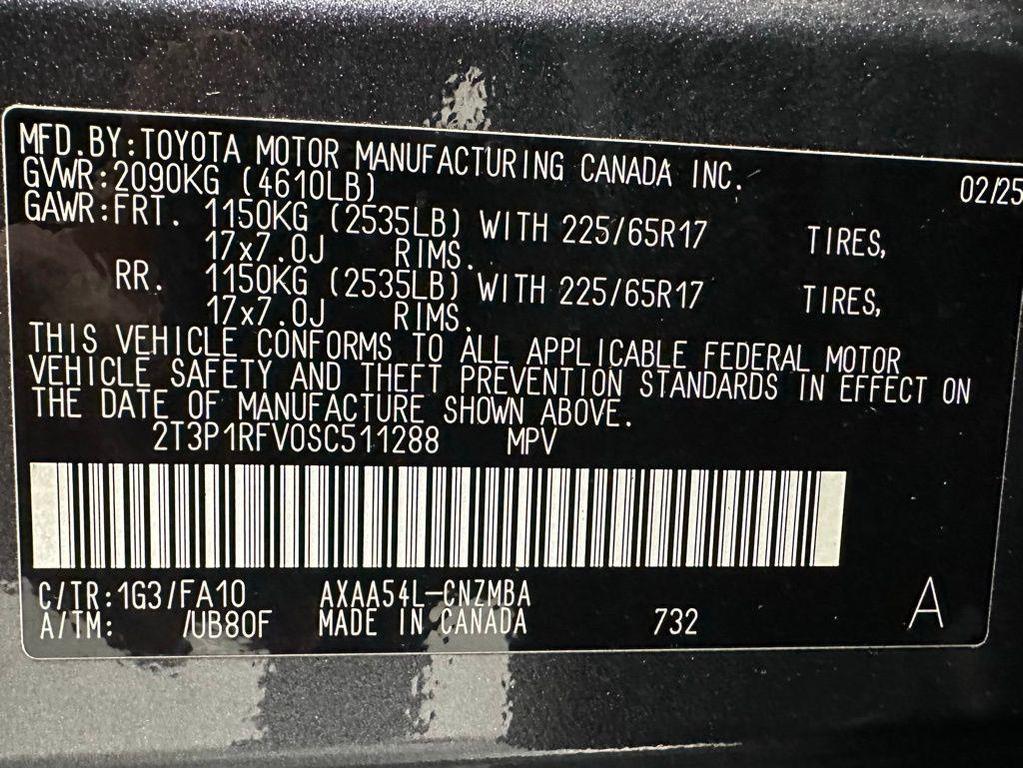 MFD.BY:TOYOTA MOTOR MANUFACTURING CANADA INC. 02/25
GVWR:2090KG (4610LB)
GAWR:FRT. 1150KG (2535LB) WITH 225/65R17 TIRES,
17x7.0J RIMS.
RR. 1150KG (2535LB) WITH 225/65R17 TIRES,
17x7.0J RIMS.
THIS VEHICLE CONFORMS TO ALL APPLICABLE FEDERAL MOTOR
VEHICLE SAFETY AND THEFT PREVENTION STANDARDS IN EFFECT ON
THE DATE OF MANUFACTURE SHOWN ABOVE.
2T3P1RFV0SC511288 MPV
C/TR:1G3/FA10 AXAA54L-CNZMBA A
A/TM: /UB80F MADE IN CANADA 732